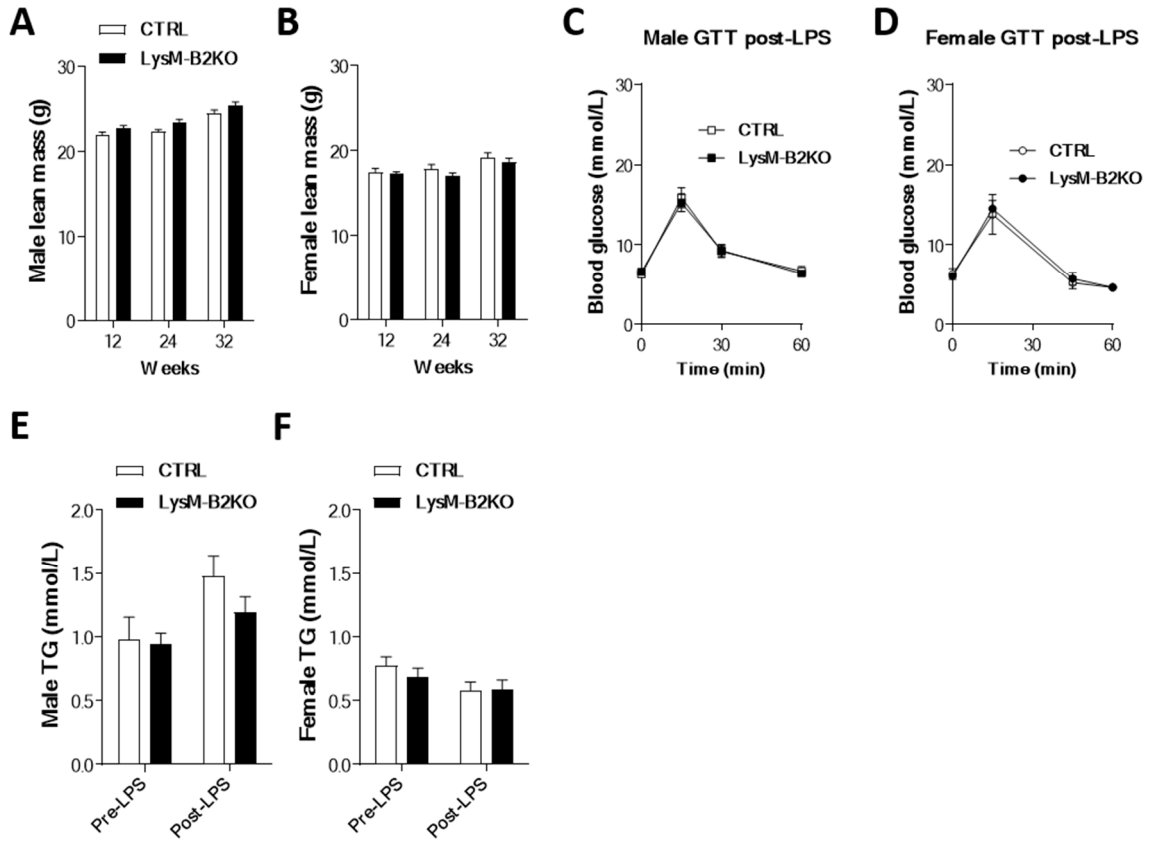 A
CTRL
LysM-B2KO
Male lean mass (g)
30
20
10
0
12 24 32
Weeks
B
Female lean mass (g)
30
20
10
0
12 24 32
Weeks
C
Male GTT post-LPS
Blood glucose (mmol/L)
30
20
10
0
CTRL
LysM-B2KO
0 30 60
Time (min)
D
Female GTT post-LPS
Blood glucose (mmol/L)
30
20
10
0
CTRL
LysM-B2KO
0 30 60
Time (min)
E
CTRL
LysM-B2KO
Male TG (mmol/L)
2.0
1.5
1.0
0.5
0.0
Pre-LPS Post-LPS
F
CTRL
LysM-B2KO
Female TG (mmol/L)
2.0
1.5
1.0
0.5
0.0
Pre-LPS Post-LPS